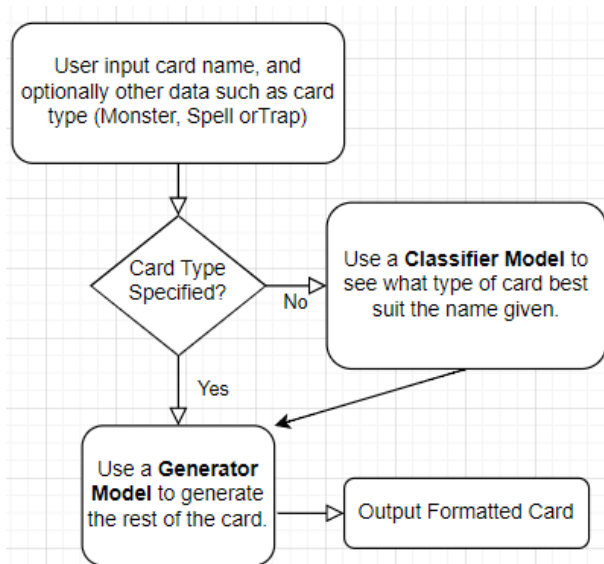 User input card name, and
optionally other data such as card
type (Monster, Spell orTrap)
Card Type
Specified?
No
Use a Classifier Model to
see what type of card best
suit the name given.
Yes
Use a Generator
Model to generate
the rest of the card.
Output Formatted Card